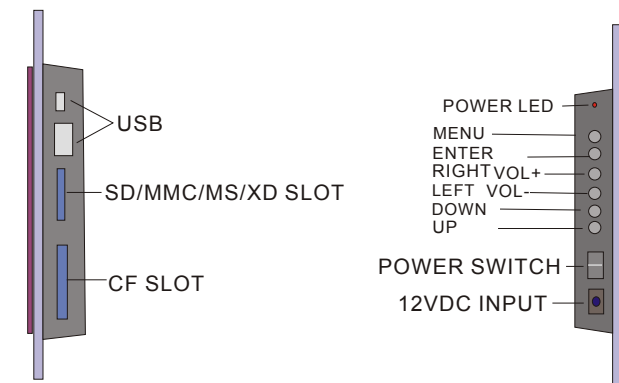 USB
SD/MMC/MS/XD SLOT
CF SLOT
POWER LED
MENU
ENTER
RIGHT VOL+
LEFT VOL-
DOWN
UP
POWER SWITCH
12VDC INPUT